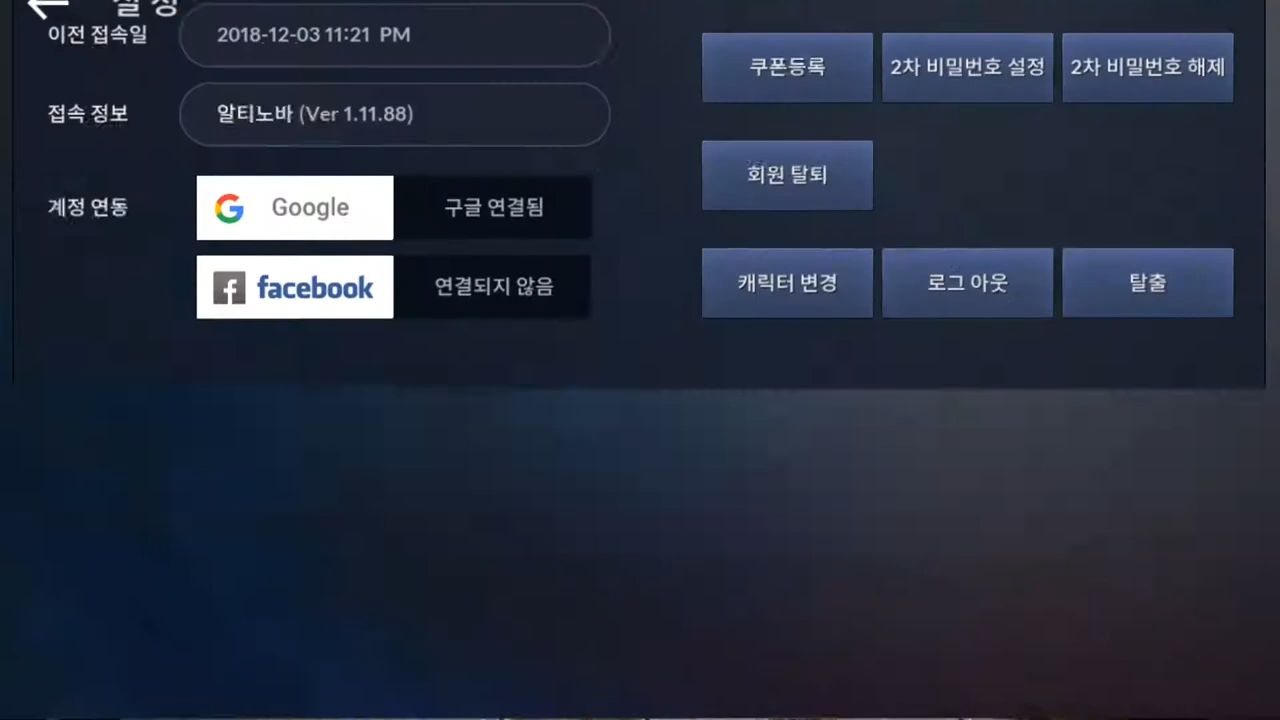 설정
이전 접속일
2018-12-03 11:21 PM
접속 정보
알티노바 (Ver 1.11.88)
계정 연동
Google
구글 연결됨
facebook
연결되지 않음
쿠폰등록
2차 비밀번호 설정
2차 비밀번호 해제
회원 탈퇴
캐릭터 변경
로그 아웃
탈출